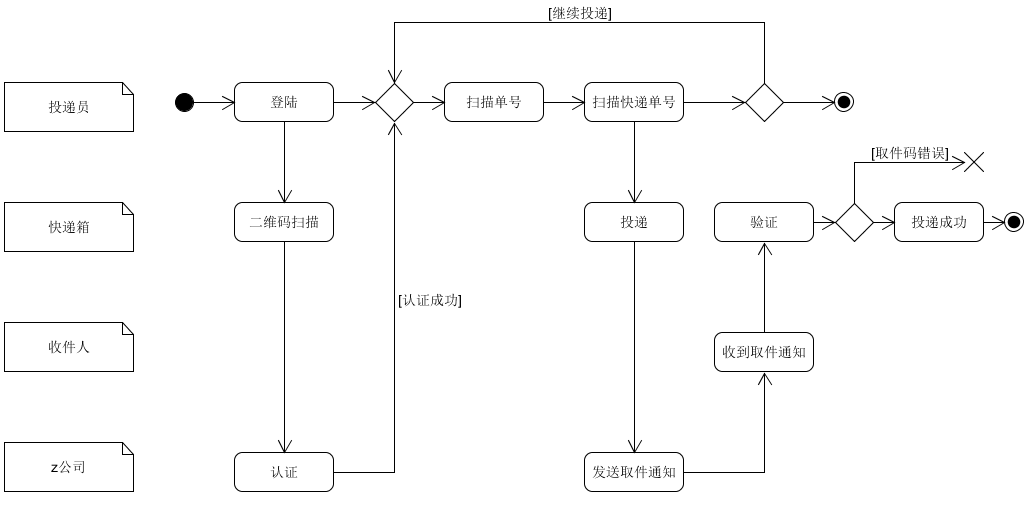 [继续投递]
投递员
登陆
扫描单号
扫描快递单号
[取件码错误]
快递箱
二维码扫描
投递
验证
投递成功
[认证成功]
收件人
收到取件通知
z公司
认证
发送取件通知